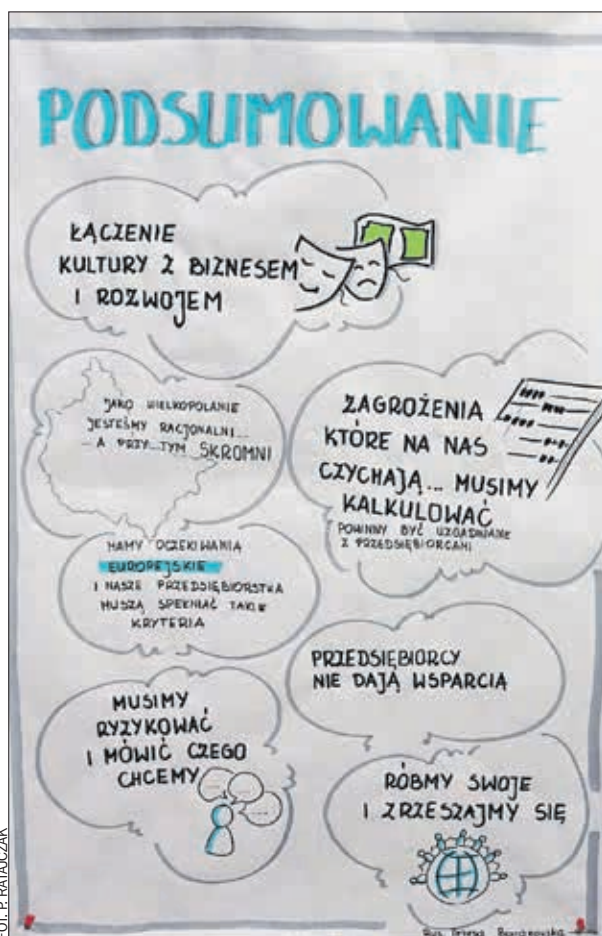 PODSUMOWANIE
ŁĄCZENIE
KULTURY Z BIZNESEM
I ROZWOJEM
JAKO WIELKOPOLANIE
JESTEŚMY RACJONALNI...
... A PRZY... TYM SKROMNI
ZAGROŻENIA
KTÓRE NA NAS
CZYCHAJĄ... MUSIMY
KALKULOWAĆ
POWINNY BYĆ UZGADNIANE
Z PRZEDSIĘBIORCAMI
MAMY OCZEKIWANIA
EUROPEJSKIE
I NASZE PRZEDSIĘBIORSTWA
MUSZĄ SPEŁNIAĆ TAKIE
KRYTERIA
PRZEDSIĘBIORCY
NIE DAJĄ WSPARCIA
MUSIMY
RYZYKOWAĆ
I MÓWIĆ CZEGO
CHCEMY
RÓBMY SWOJE
I ZRZESZAJMY SIĘ
Rys. Teresa
FOT. P. RATAJCZAK